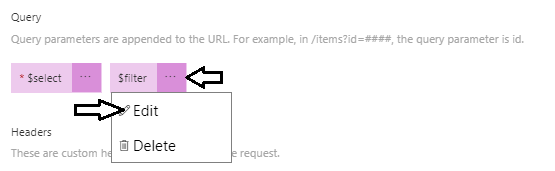 Query
Query parameters are appended to the URL. For example, in /items?id=####, the query parameter is id.
* $select ... $filter ...
Edit
Delete
Headers
These are custom he e request.